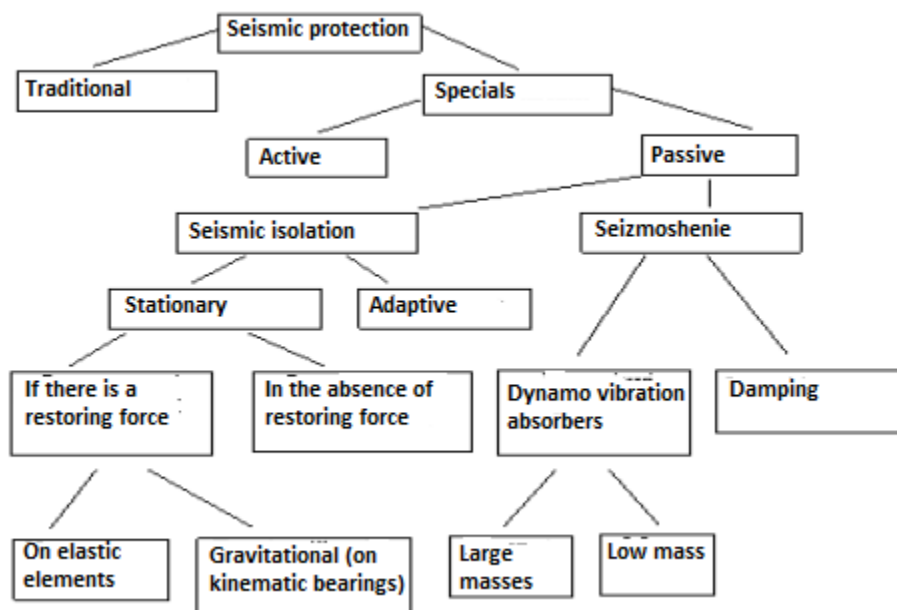 Seismic protection
Traditional
Specials
Active
Passive
Seismic isolation
Seizmoshenie
Stationary
Adaptive
If there is a
restoring force
In the absence of
restoring force
Dynamo vibration
absorbers
Damping
On elastic
elements
Gravitational (on
kinematic bearings)
Large
masses
Low mass